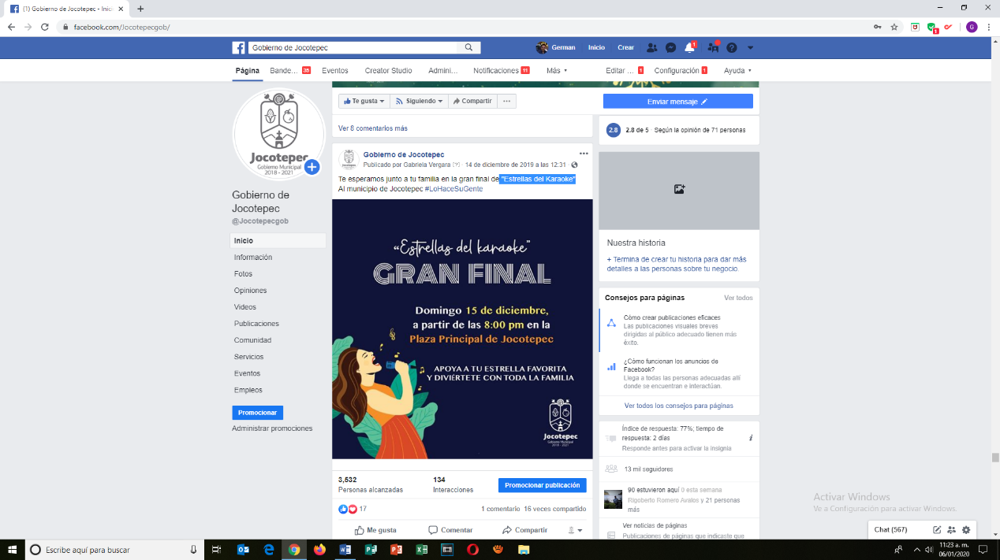 (1) Gobierno de Jocotepec - Inici
facebook.com/Jocotepecgob/
Gobierno de Jocotepec
German
Inicio
Crear
Página
Bande... 35
Eventos
Creator Studio
Admini...
Notificaciones 11
Más
Editar ... 1
Configuración 1
Ayuda
Jocotepec
Gobierno Municipal
2018 - 2021
Gobierno de
Jocotepec
@Jocotepecgob
Inicio
Información
Fotos
Opiniones
Videos
Publicaciones
Comunidad
Servicios
Eventos
Empleos
Promocionar
Administrar promociones
Te gusta
Siguiendo
Compartir
...
Enviar mensaje
Ver 8 comentarios más
Gobierno de Jocotepec
Publicado por Gabriela Vergara [?] · 14 de diciembre de 2019 a las 12:31 ·
Te esperamos junto a tu familia en la gran final de "Estrellas del Karaoke"
Al municipio de Jocotepec #LoHaceSuGente
“Estrellas del karaoke”
GRAN FINAL
Domingo 15 de diciembre,
a partir de las 8:00 pm en la
Plaza Principal de Jocotepec
APOYA A TU ESTRELLA FAVORITA
Y DIVIÉRTETE CON TODA LA FAMILIA
Jocotepec
Gobierno Municipal
2018 - 2021
3,532
Personas alcanzadas
134
Interacciones
Promocionar publicación
17
1 comentario 16 veces compartido
Me gusta
Comentar
Compartir
2.8 2.8 de 5 Según la opinión de 71 personas
Nuestra historia
+ Termina de crear tu historia para dar más
detalles a las personas sobre tu negocio.
Consejos para páginas
Ver todos
Cómo crear publicaciones eficaces
Las publicaciones visuales breves
dirigidas al público adecuado tienen más
éxito.
¿Cómo funcionan los anuncios de
Facebook?
Llega a todas las personas adecuadas allí
donde se encuentran e interactúan.
Ver todos los consejos para páginas
Índice de respuesta: 77%; tiempo de
respuesta: 2 días
Responde antes para activar la insignia
13 mil seguidores
90 estuvieron aquí 0 esta semana
Rigoberto Romero Avalos y 21 personas
más
Ver noticias de páginas
Publicaciones de páginas que indicaste que
Activar Windows
Ve a Configuración para activar Windows.
Chat (567)
Escribe aquí para buscar
11:23 a. m.
06/01/2020